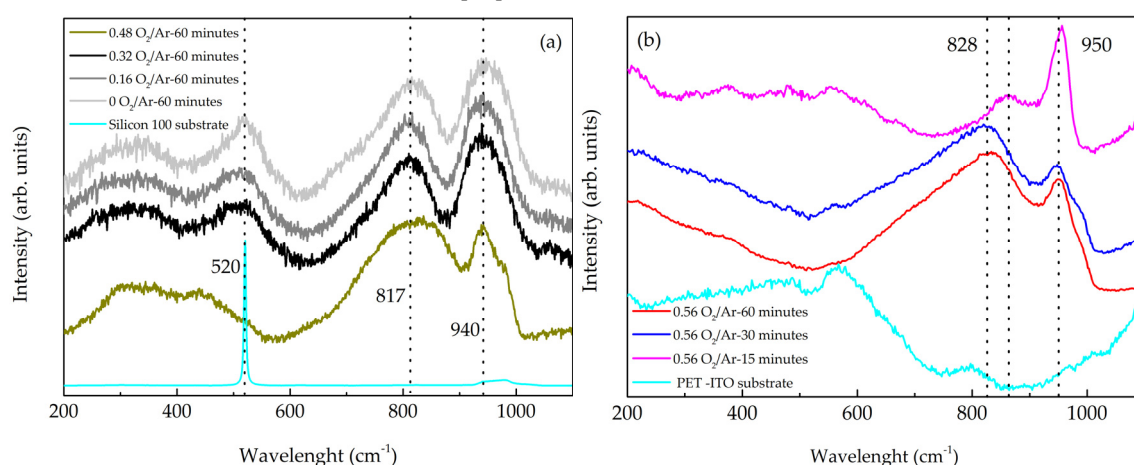 (a)
0.48 O₂/Ar-60 minutes
0.32 O₂/Ar-60 minutes
0.16 O₂/Ar-60 minutes
0 O₂/Ar-60 minutes
Silicon 100 substrate
520
817
940
Intensity (arb. units)
200 400 600 800 1000
Wavelenght (cm⁻¹)
(b)
828
950
0.56 O₂/Ar-60 minutes
0.56 O₂/Ar-30 minutes
0.56 O₂/Ar-15 minutes
PET -ITO substrate
Intensity (arb. units)
200 400 600 800 1000
Wavelenght (cm⁻¹)